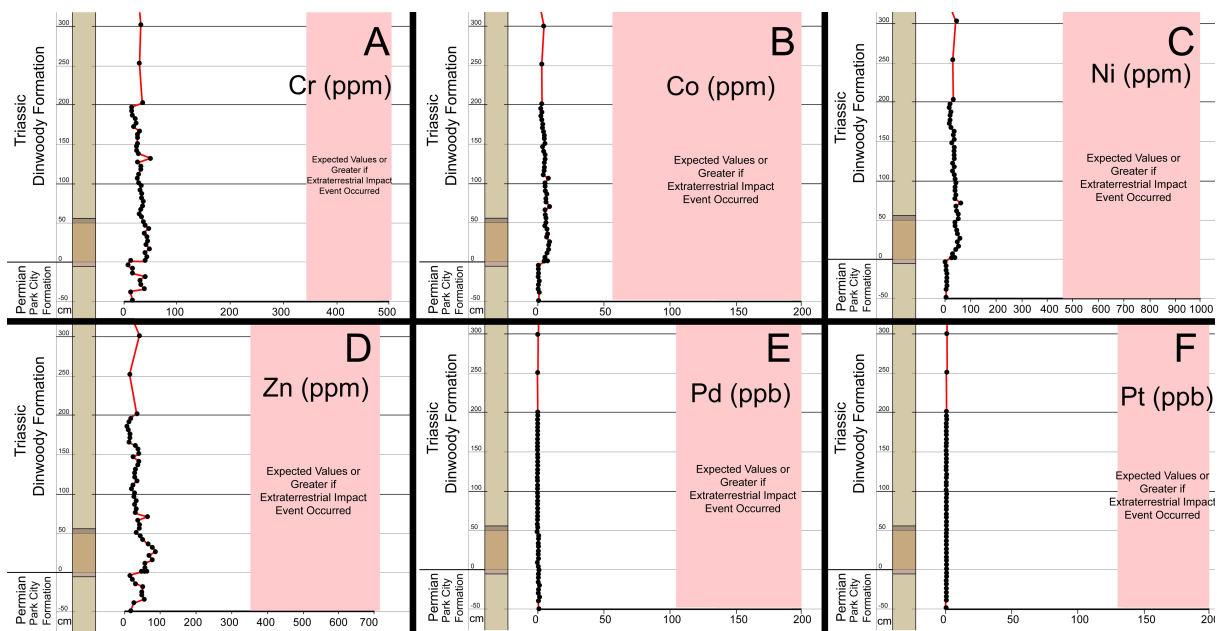 A
Cr (ppm)
Triassic
Dinwoody Formation
Permian
Park City
Formation
300
250
200
150
100
50
0
-50
cm
Expected Values or
Greater if
Extraterrestrial Impact
Event Occurred
0 100 200 300 400 500
B
Co (ppm)
Triassic
Dinwoody Formation
Permian
Park City
Formation
300
250
200
150
100
50
0
-50
cm
Expected Values or
Greater if
Extraterrestrial Impact
Event Occurred
0 50 100 150 200
C
Ni (ppm)
Triassic
Dinwoody Formation
Permian
Park City
Formation
300
250
200
150
100
50
0
-50
cm
Expected Values or
Greater if
Extraterrestrial Impact
Event Occurred
0 100 200 300 400 500 600 700 800 900 1000
D
Zn (ppm)
Triassic
Dinwoody Formation
Permian
Park City
Formation
300
250
200
150
100
50
0
-50
cm
Expected Values or
Greater if
Extraterrestrial Impact
Event Occurred
0 100 200 300 400 500 600 700
E
Pd (ppb)
Triassic
Dinwoody Formation
Permian
Park City
Formation
300
250
200
150
100
50
0
-50
cm
Expected Values or
Greater if
Extraterrestrial Impact
Event Occurred
0 50 100 150 200
F
Pt (ppb)
Triassic
Dinwoody Formation
Permian
Park City
Formation
300
250
200
150
100
50
0
-50
cm
Expected Values or
Greater if
Extraterrestrial Impact
Event Occurred
0 50 100 150 200